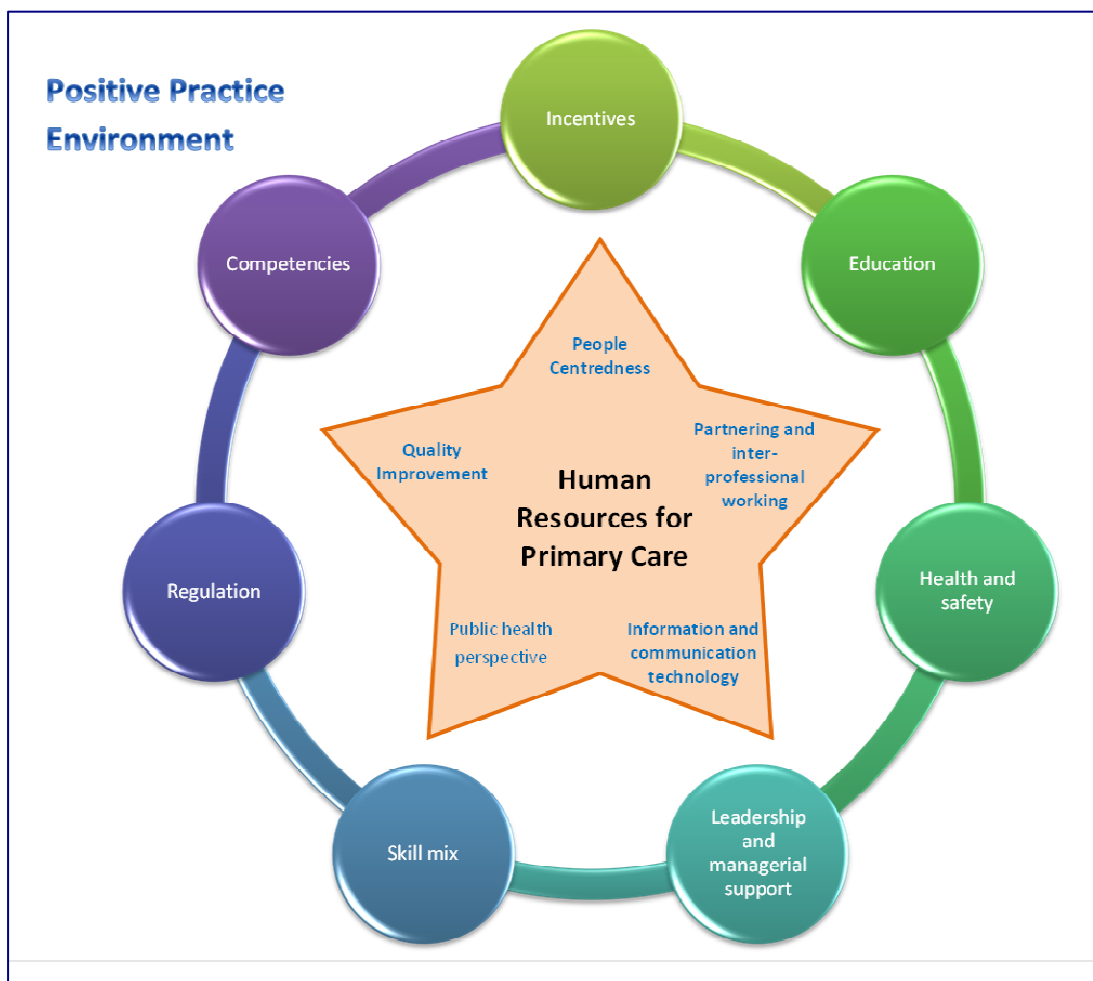 Positive Practice
Environment
Incentives
Competencies
Education
People
Centredness
Quality
Improvement
Partnering and
inter-
professional
working
Human
Resources for
Primary Care
Regulation
Health and
safety
Public health
perspective
Information and
communication
technology
Skill mix
Leadership
and
managerial
support